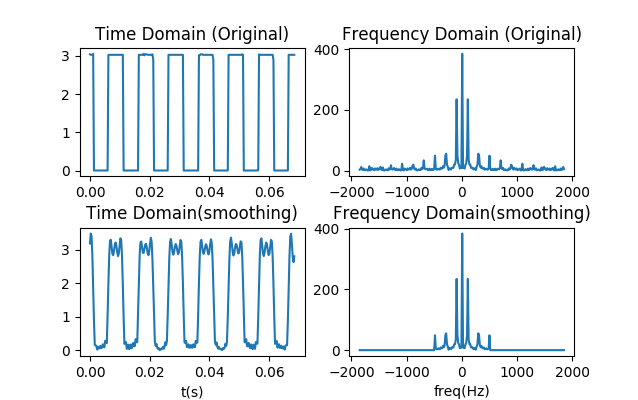 Time Domain (Original)
3
2
1
0
0.00 0.02 0.04 0.06
Frequency Domain (Original)
400
200
0
−2000 −1000 0 1000 2000
Time Domain(smoothing)
3
2
1
0
0.00 0.02 0.04 0.06
t(s)
Frequency Domain(smoothing)
400
200
0
−2000 −1000 0 1000 2000
freq(Hz)